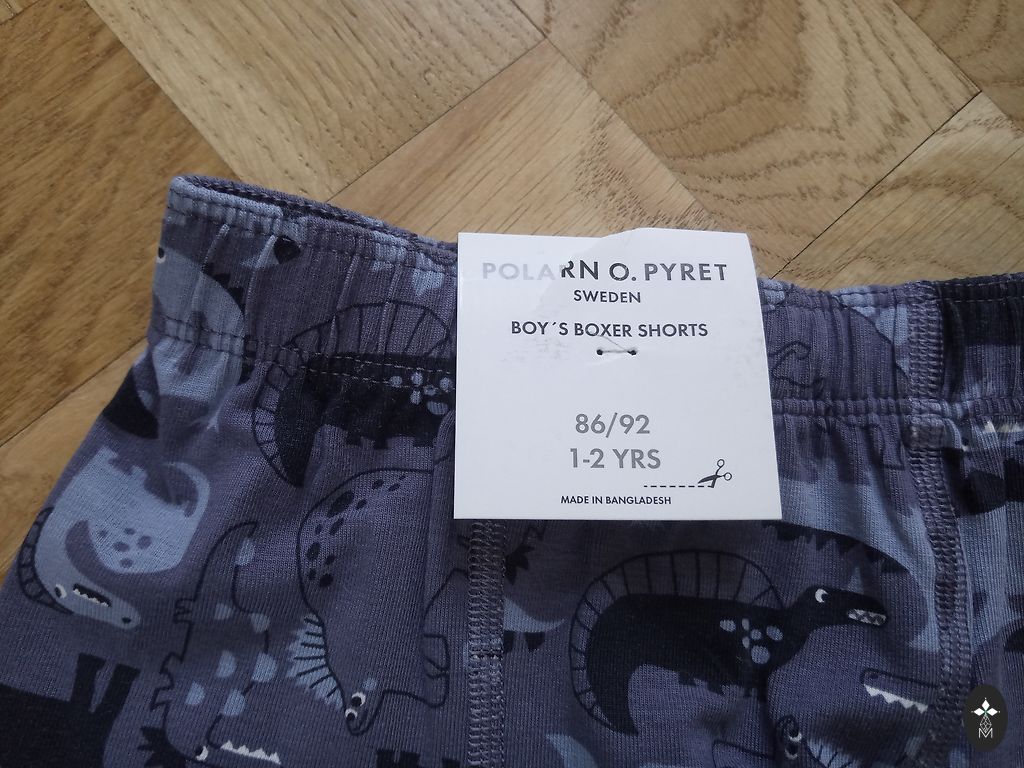 POLARN O. PYRET
SWEDEN
BOY´S BOXER SHORTS
86/92
1-2 YRS
MADE IN BANGLADESH
M